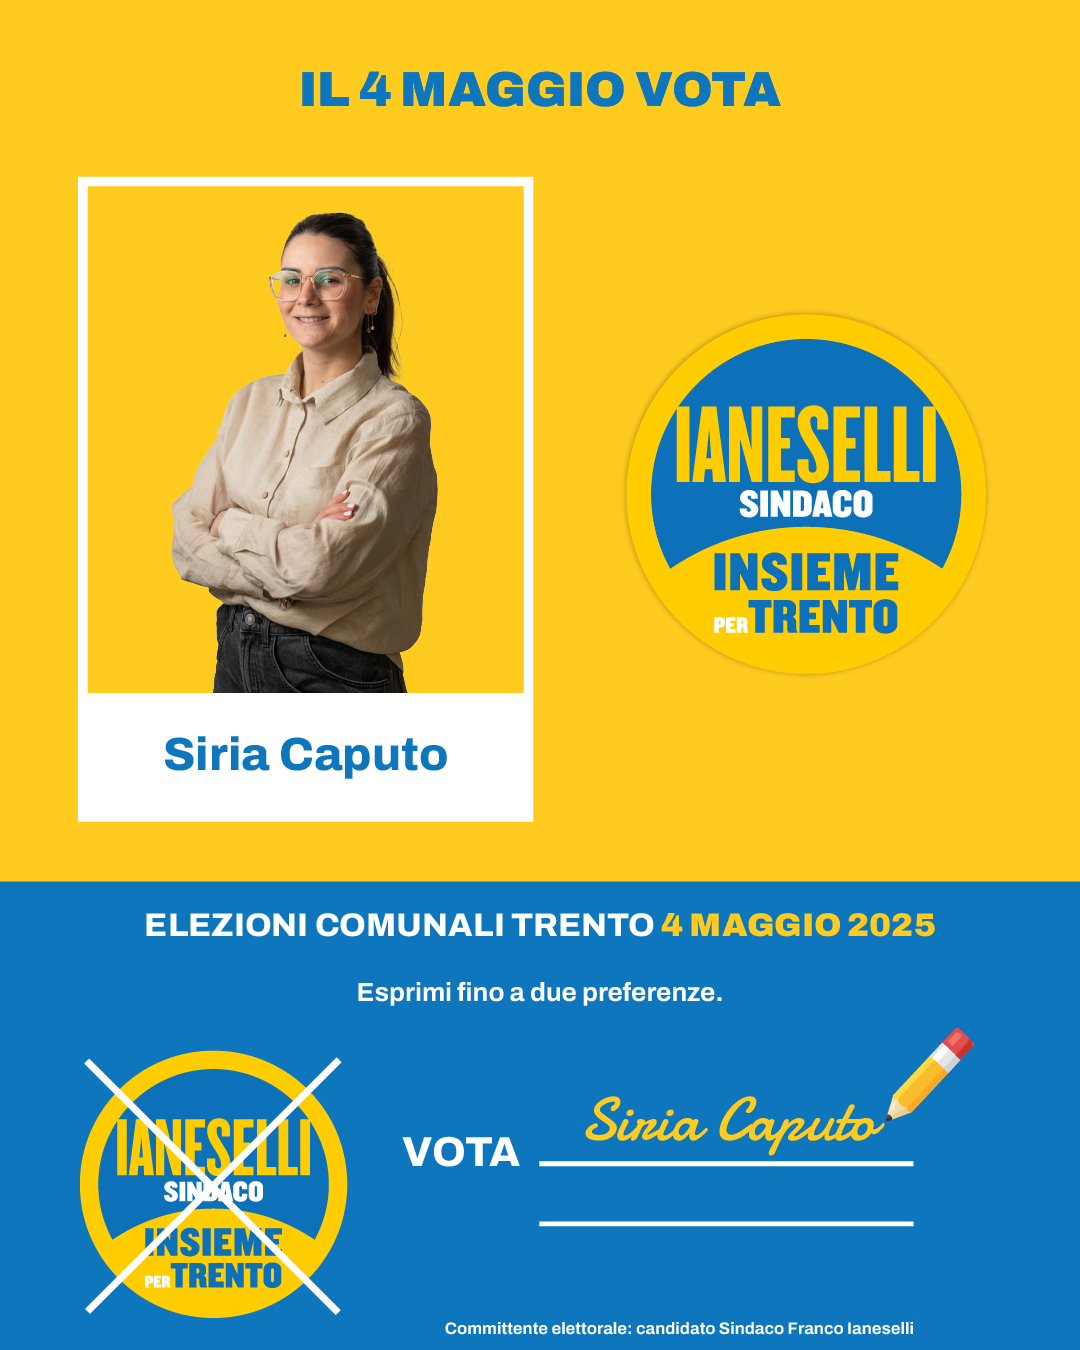 IL 4 MAGGIO VOTA
IANESELLI
SINDACO
INSIEME
PER TRENTO
Siria Caputo
ELEZIONI COMUNALI TRENTO 4 MAGGIO 2025
Esprimi fino a due preferenze.
IANESELLI
SINDACO
INSIEME
PER TRENTO
VOTA
Siria Caputo
Committente elettorale: candidato Sindaco Franco Ianeselli